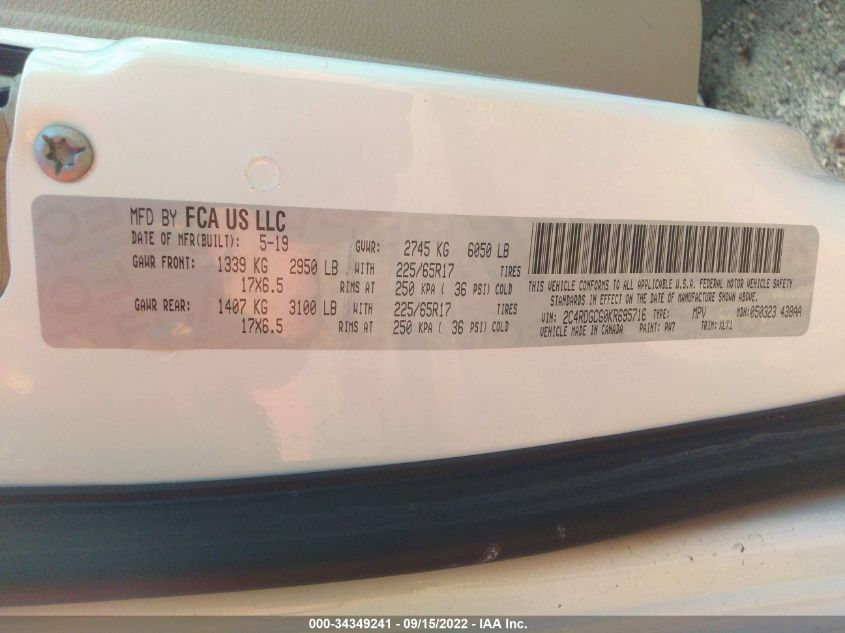 MFD BY FCA US LLC
DATE OF MFR(BUILT): 5-19 GVWR: 2745 KG 6050 LB
GAWR FRONT: 1339 KG 2950 LB WITH 225/65R17 TIRES
17X6.5 RIMS AT 250 KPA ( 36 PSI) COLD
GAWR REAR: 1407 KG 3100 LB WITH 225/65R17 TIRES
17X6.5 RIMS AT 250 KPA ( 36 PSI) COLD
THIS VEHICLE CONFORMS TO ALL APPLICABLE U.S.A. FEDERAL MOTOR VEHICLE SAFETY
STANDARDS IN EFFECT ON THE DATE OF MANUFACTURE SHOWN ABOVE.
VIN: 2C4RDGCG0KR695716 TYPE: MPV MDH: 050323 438AA
VEHICLE MADE IN CANADA PAINT: PW7 TRIM: XLX1
000-34349241 - 09/15/2022 - IAA Inc.